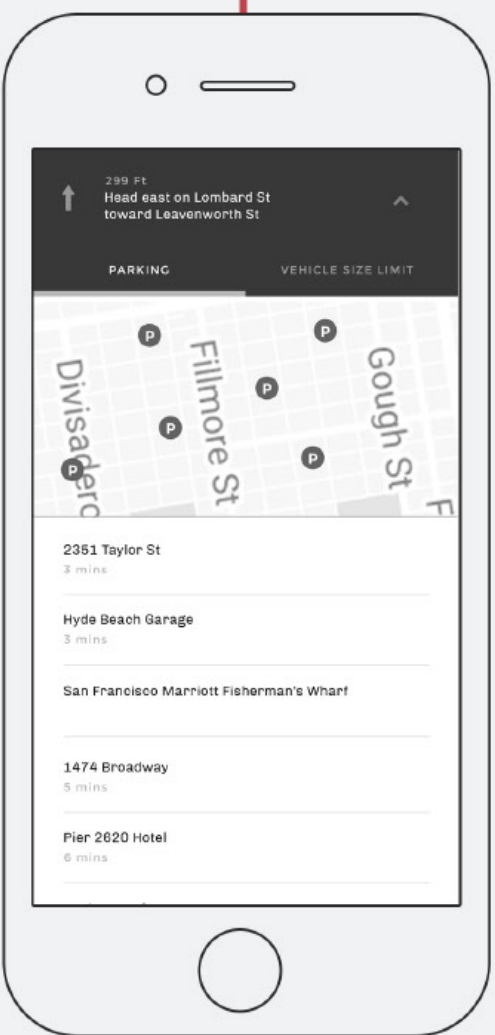 299 Ft
Head east on Lombard St
toward Leavenworth St
PARKING
VEHICLE SIZE LIMIT
P
P
P
P
P
P
Divisadero
Fillmore St
Gough St
F
2351 Taylor St
3 mins
Hyde Beach Garage
3 mins
San Francisco Marriott Fisherman's Wharf
1474 Broadway
5 mins
Pier 2620 Hotel
6 mins